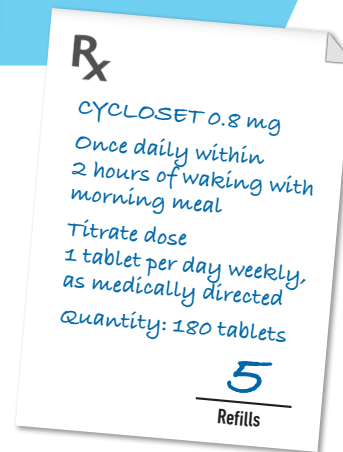 Rx
CYCLOSET 0.8 mg
Once daily within
2 hours of waking with
morning meal
Titrate dose
1 tablet per day weekly,
as medically directed
Quantity: 180 tablets
5
Refills